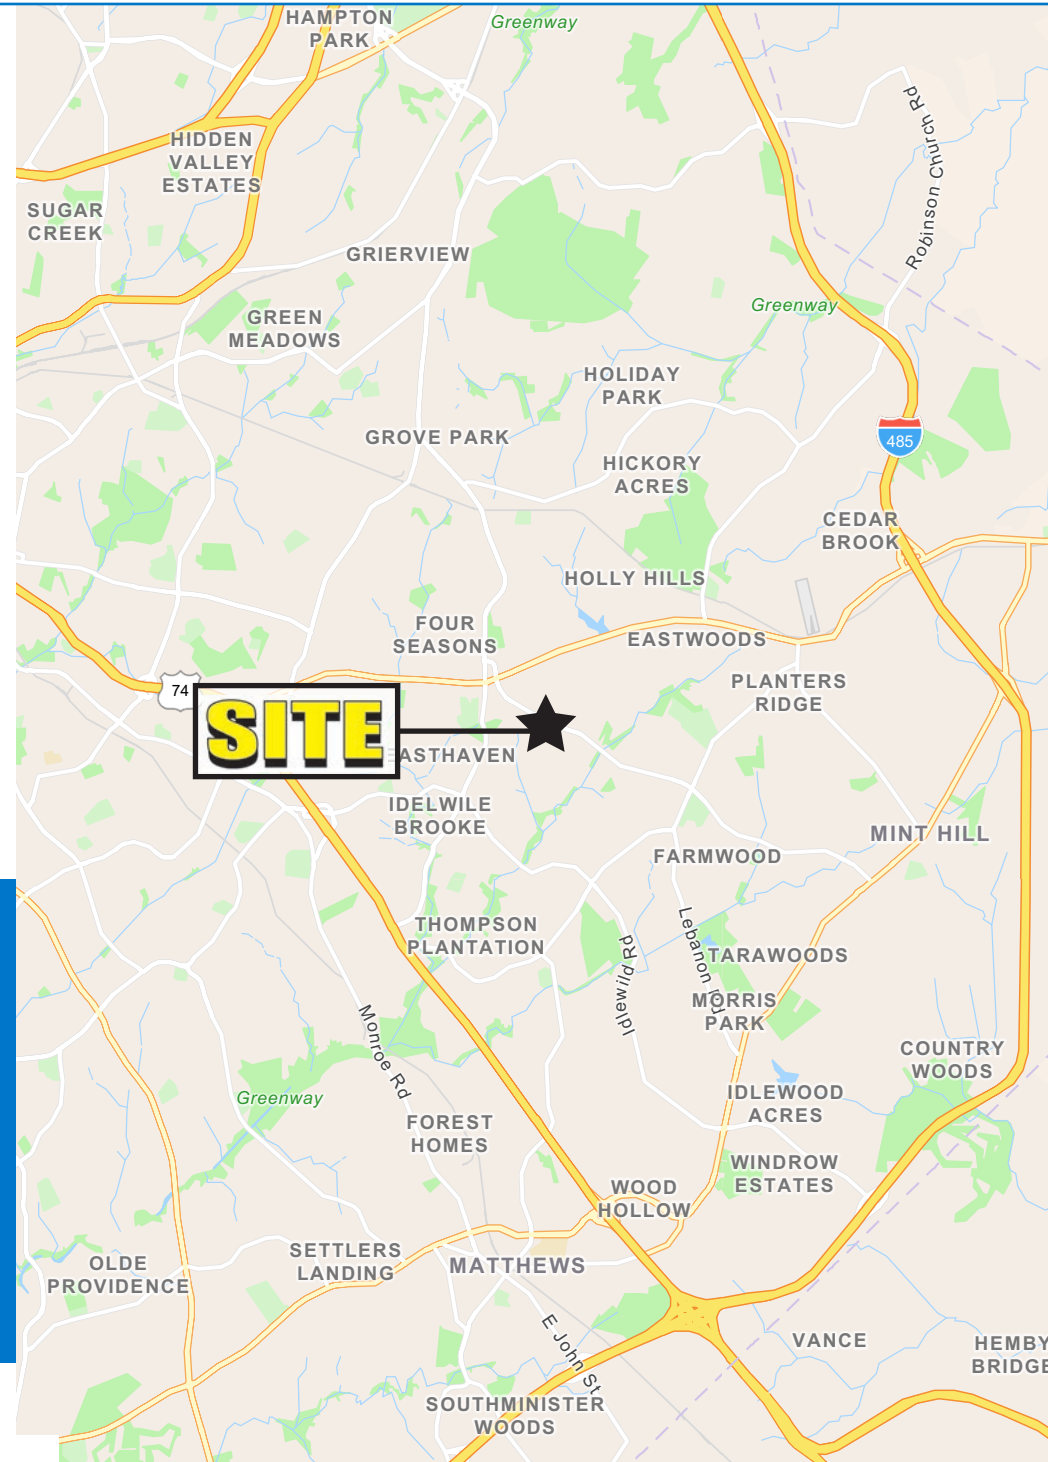 HAMPTON
PARK
Greenway
HIDDEN
VALLEY
ESTATES
Robinson Church Rd
SUGAR
CREEK
GRIERVIEW
Greenway
GREEN
MEADOWS
HOLIDAY
PARK
GROVE PARK
485
HICKORY
ACRES
CEDAR
BROOK
HOLLY HILLS
FOUR
SEASONS
EASTWOODS
74
PLANTERS
RIDGE
SITE
ASTHAVEN
IDELWILE
BROOKE
MINT HILL
FARMWOOD
THOMPSON
PLANTATION
Idlewild Rd
Lebanon Rd
TARAWOODS
MORRIS
PARK
Monroe Rd
COUNTRY
WOODS
Greenway
IDLEWOOD
ACRES
FOREST
HOMES
WINDROW
ESTATES
WOOD
HOLLOW
OLDE
PROVIDENCE
SETTLERS
LANDING
MATTHEWS
E John St
VANCE
HEMBY
BRIDGE
SOUTHMINISTER
WOODS